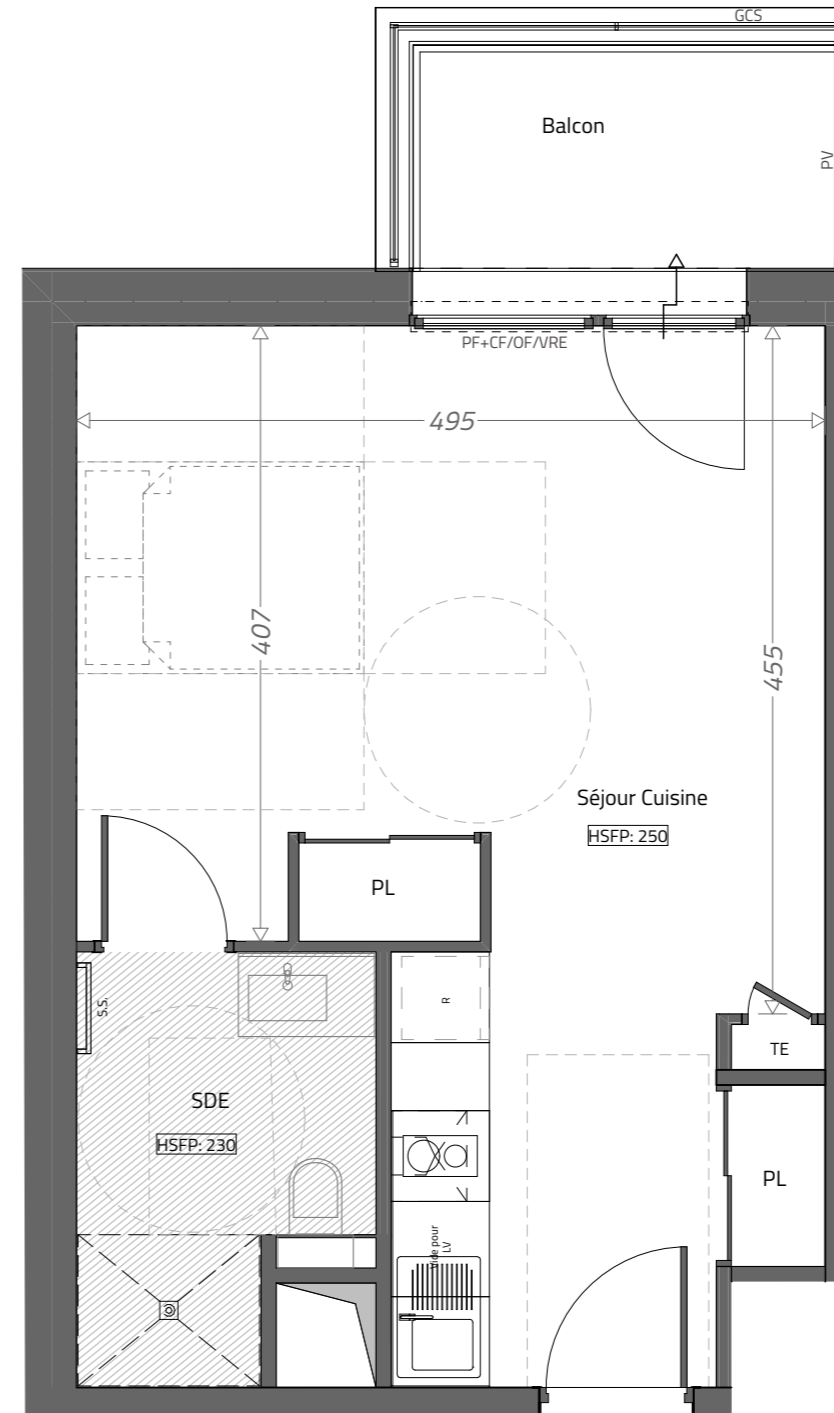 GCS
Balcon
PV
PF+CF/OF/VRE
495
407
455
Séjour Cuisine
HSFP: 250
PL
R
S.S.
TE
SDE
HSFP: 230
PL
Vide pour
LV